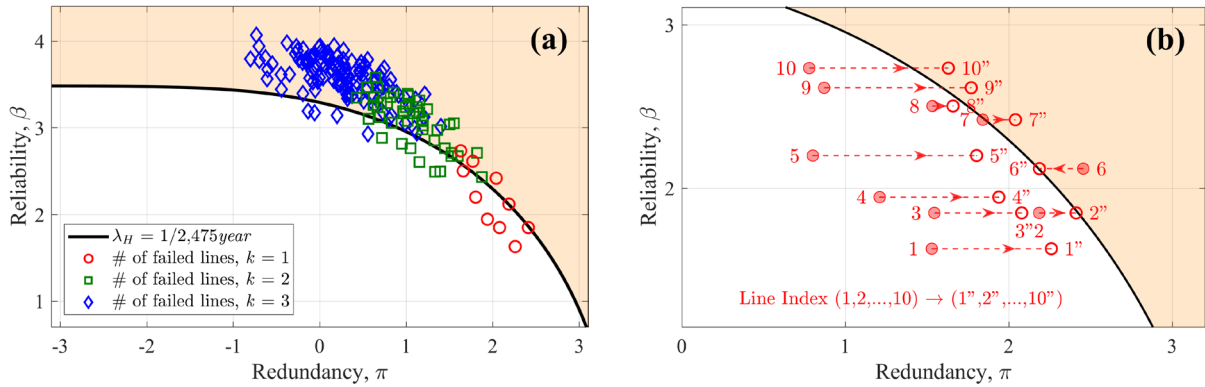 (a)
4
3
2
1
Reliability, β
λ_H = 1/2,475year
# of failed lines, k = 1
# of failed lines, k = 2
# of failed lines, k = 3
-3 -2 -1 0 1 2 3
Redundancy, π
(b)
3
2
Reliability, β
10 10”
9 9”
8 8”
7 7”
5 5”
6” 6
4 4”
3 3” 2 2”
1 1”
Line Index (1,2,...,10) → (1”,2”,...,10”)
0 1 2 3
Redundancy, π